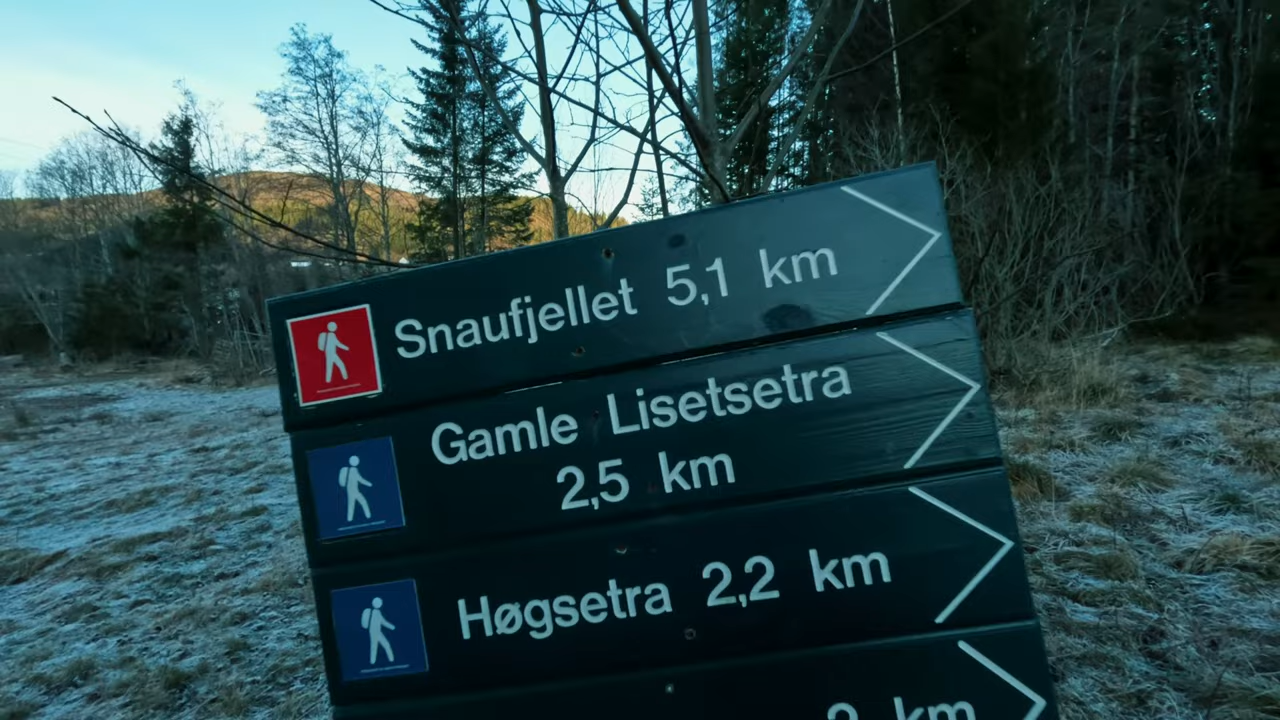 Snaufjellet 5,1 km
Gamle Lisetsetra
2,5 km
Høgsetra 2,2 km
km